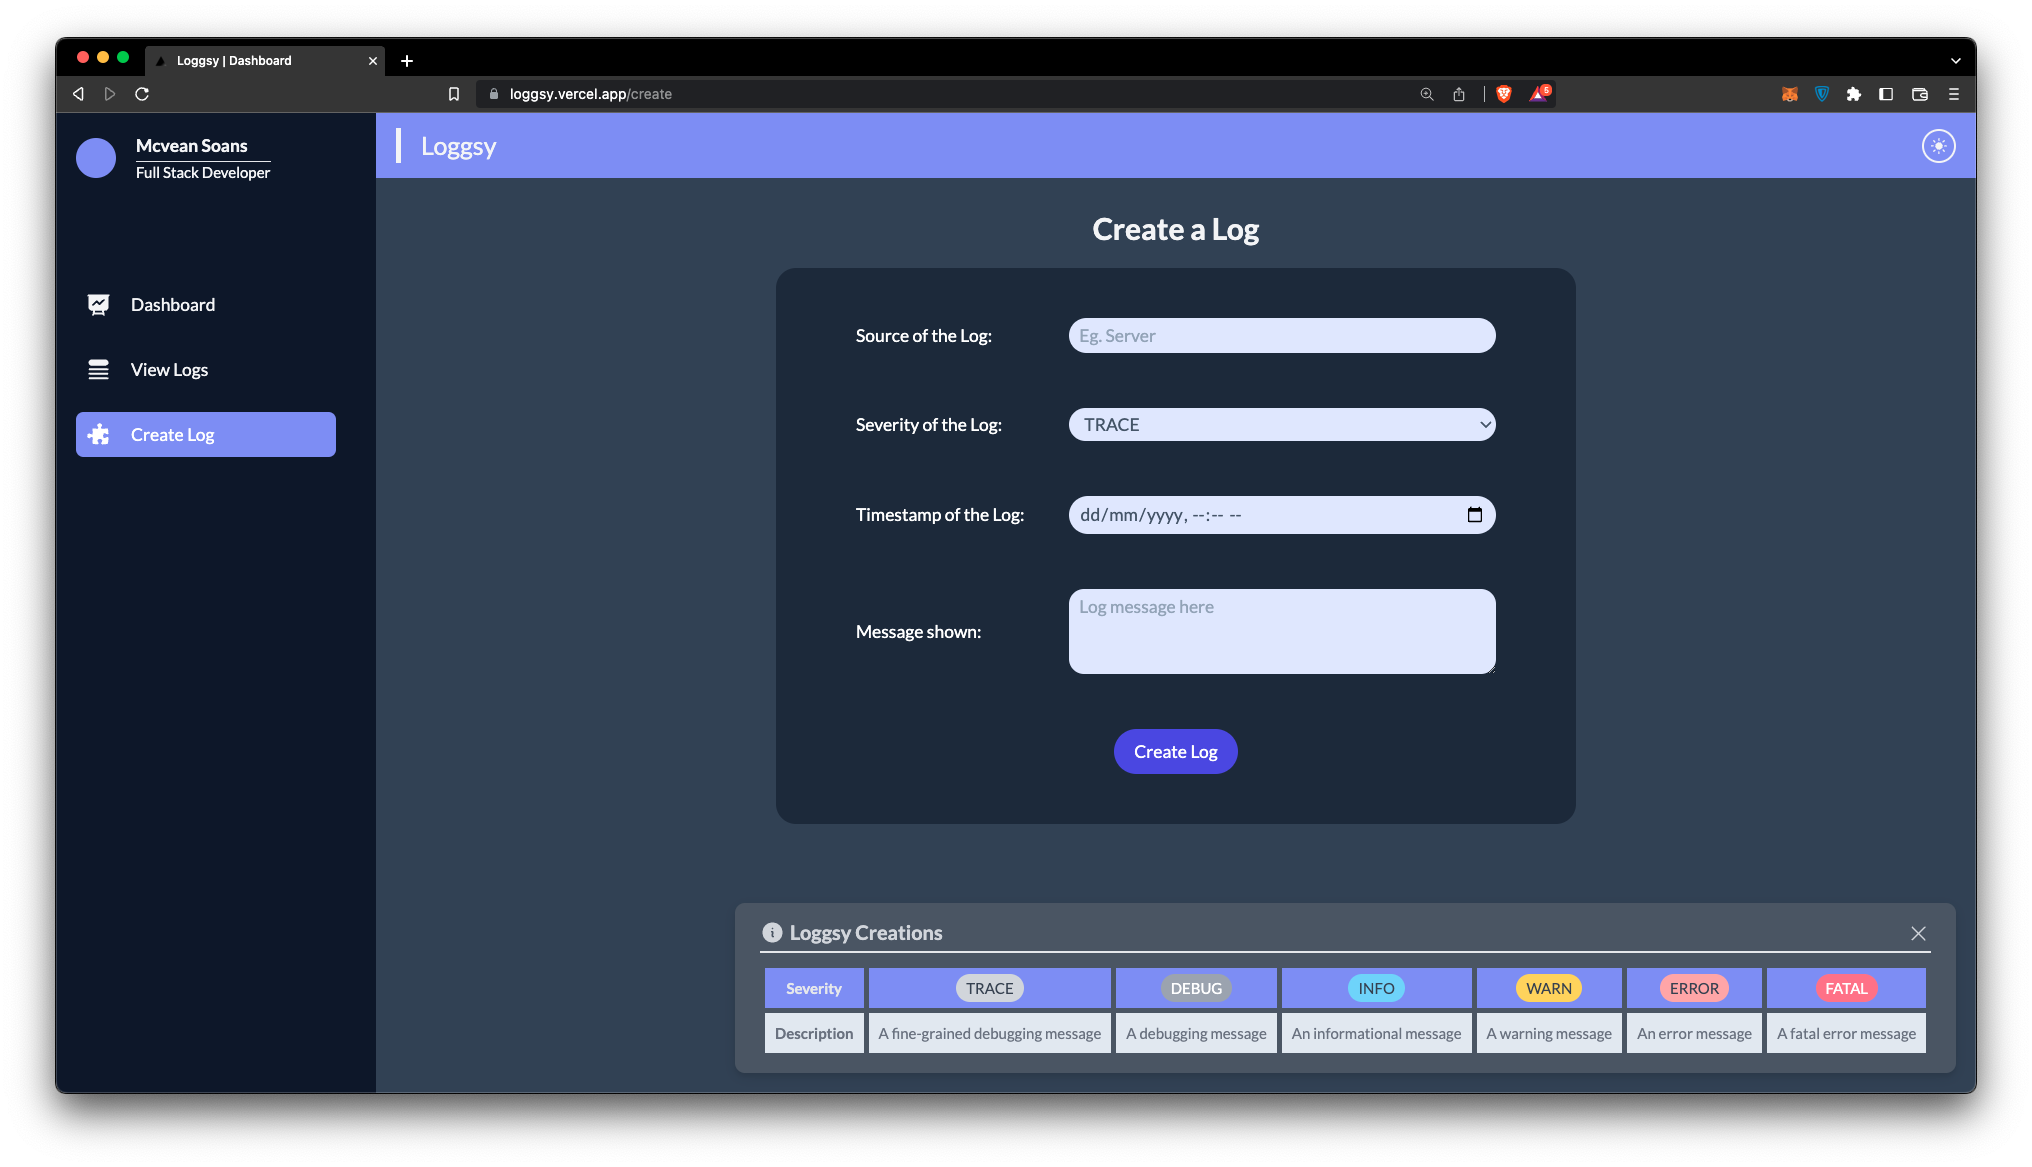 Loggsy | Dashboard
loggsy.vercel.app/create
5
Mcvean Soans
Full Stack Developer
Dashboard
View Logs
Create Log
Loggsy
Create a Log
Source of the Log:
Eg. Server
Severity of the Log:
TRACE
Timestamp of the Log:
dd/mm/yyyy, --:-- --
Message shown:
Log message here
Create Log
Loggsy Creations
Severity TRACE DEBUG INFO WARN ERROR FATAL
Description A fine-grained debugging message A debugging message An informational message A warning message An error message A fatal error message